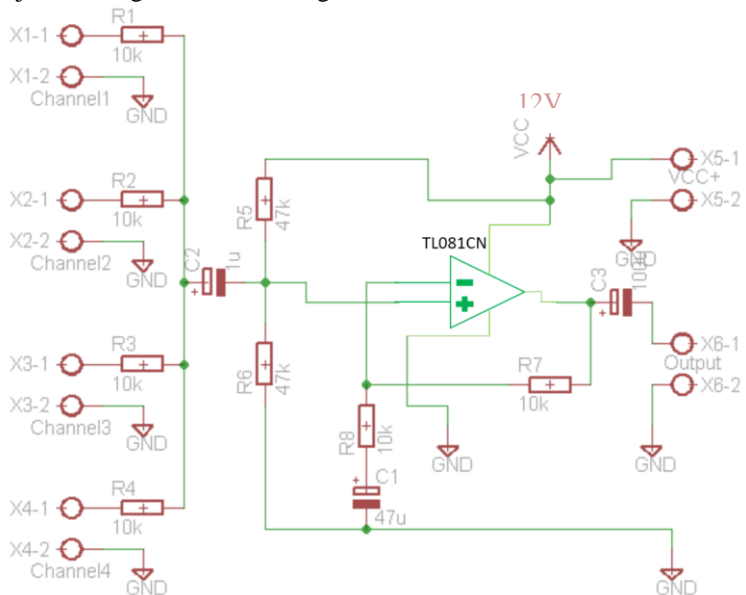 R1
X1-1
10k
X1-2
Channel1
GND
12V
VCC
X5-1
VCC+
X5-2
GND
R2
X2-1
10k
X2-2
Channel2
GND
R5
47k
TL081CN
C2
1u
C3
X6-1
Output
X6-2
GND
R3
X3-1
10k
X3-2
Channel3
GND
R6
47k
R7
10k
R8
10k
GND
C1
47u
R4
X4-1
10k
X4-2
Channel4
GND
GND